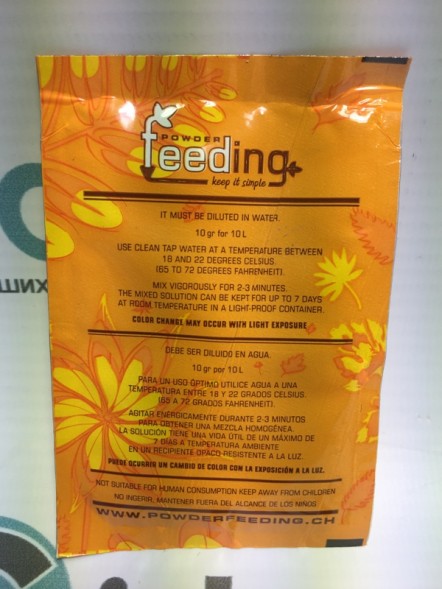 POWDER
feeding
keep it simple
IT MUST BE DILUTED IN WATER.
10 gr for 10 L
USE CLEAN TAP WATER AT A TEMPERATURE BETWEEN
18 AND 22 DEGREES CELSIUS.
(65 TO 72 DEGREES FAHRENHEIT).
MIX VIGOROUSLY FOR 2-3 MINUTES.
THE MIXED SOLUTION CAN BE KEPT FOR UP TO 7 DAYS
AT ROOM TEMPERATURE IN A LIGHT-PROOF CONTAINER.
COLOR CHANGE MAY OCCUR WITH LIGHT EXPOSURE
DEBE SER DILUIDO EN AGUA.
10 gr por 10 L
PARA UN USO ÓPTIMO UTILICE AGUA A UNA
TEMPERATURA ENTRE 18 Y 22 GRADOS CELSIUS.
(65 A 72 GRADOS FAHRENHEIT).
AGITAR ENÉRGICAMENTE DURANTE 2-3 MINUTOS
PARA OBTENER UNA MEZCLA HOMOGÉNEA.
LA SOLUCIÓN TIENE UNA VIDA ÚTIL DE UN MÁXIMO DE
7 DÍAS A TEMPERATURA AMBIENTE
EN UN RECIPIENTE OPACO RESISTENTE A LA LUZ.
PUEDE OCURRIR UN CAMBIO DE COLOR CON LA EXPOSICIÓN A LA LUZ.
NOT SUITABLE FOR HUMAN CONSUMPTION KEEP AWAY FROM CHILDREN
NO INGERIR, MANTENER FUERA DEL ALCANCE DE LOS NIÑOS
WWW.POWDERFEEDING.CH